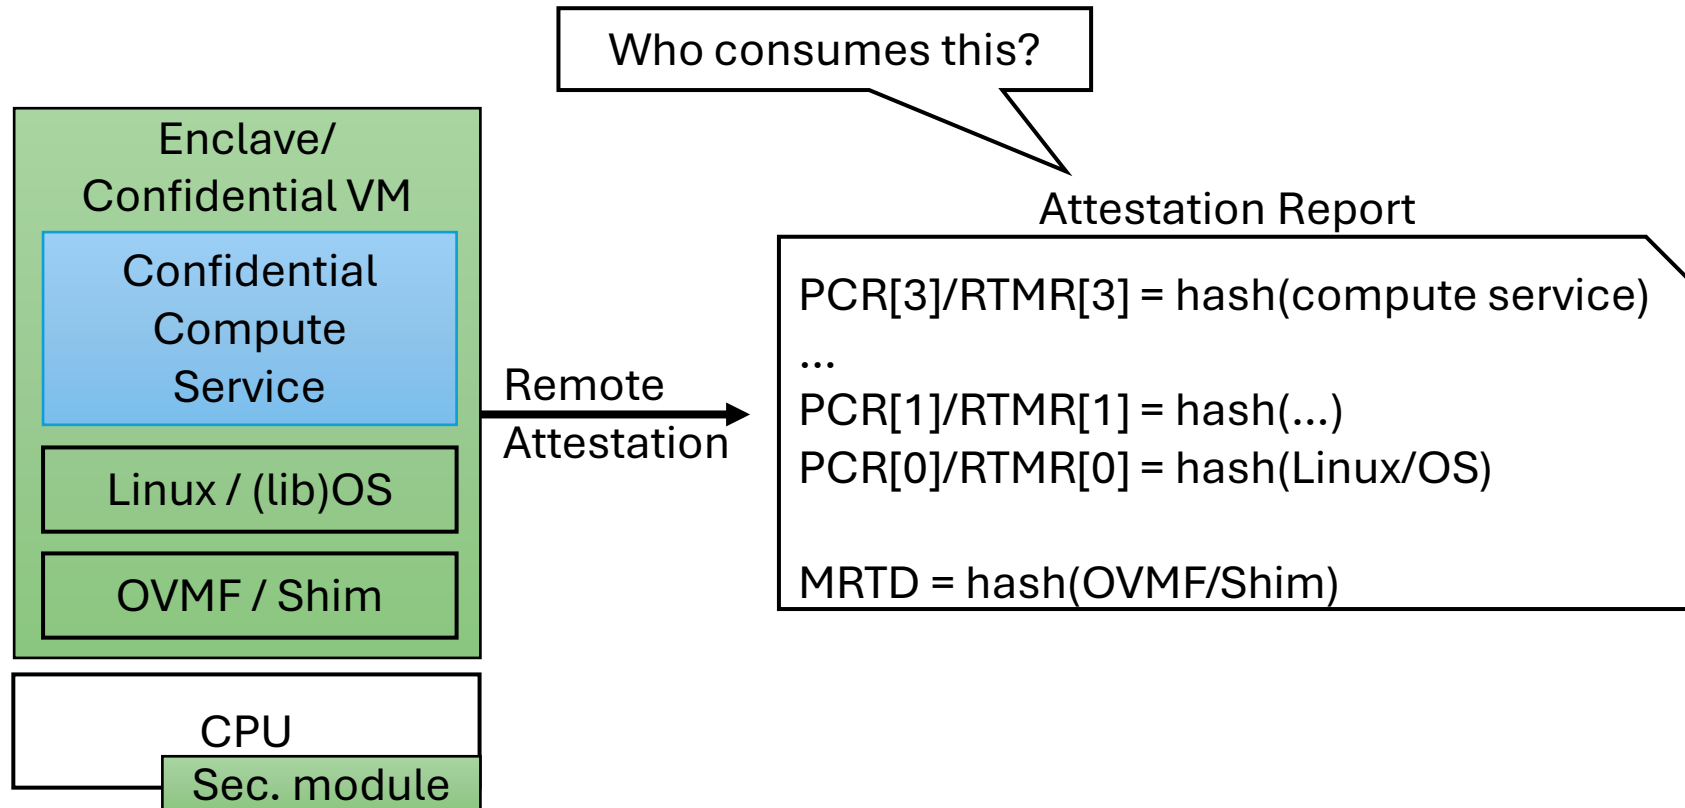 Who consumes this?
Enclave/
Confidential VM
Confidential
Compute
Service
Linux / (lib)OS
OVMF / Shim
CPU
Sec. module
Remote
Attestation
Attestation Report
PCR[3]/RTMR[3] = hash(compute service)
...
PCR[1]/RTMR[1] = hash(...)
PCR[0]/RTMR[0] = hash(Linux/OS)
MRTD = hash(OVMF/Shim)